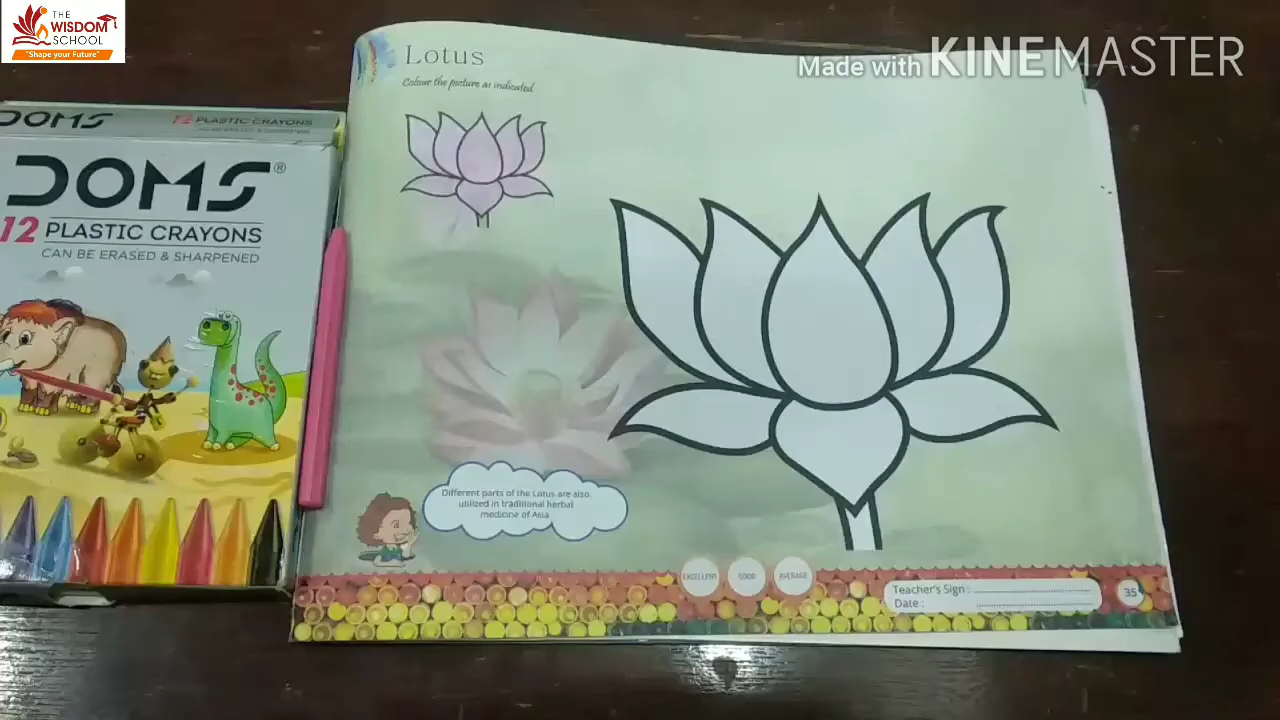 THE
WISDOM
SCHOOL
"Shape your Future"
Made with KINEMASTER
DOMS
12 PLASTIC CRAYONS
DOMS®
12 PLASTIC CRAYONS
CAN BE ERASED & SHARPENED
Lotus
Colour the picture as indicated.
Different parts of the Lotus are also
utilized in traditional herbal
medicine of Asia.
EXCELLENT
GOOD
AVERAGE
Teacher's Sign :
Date :
35